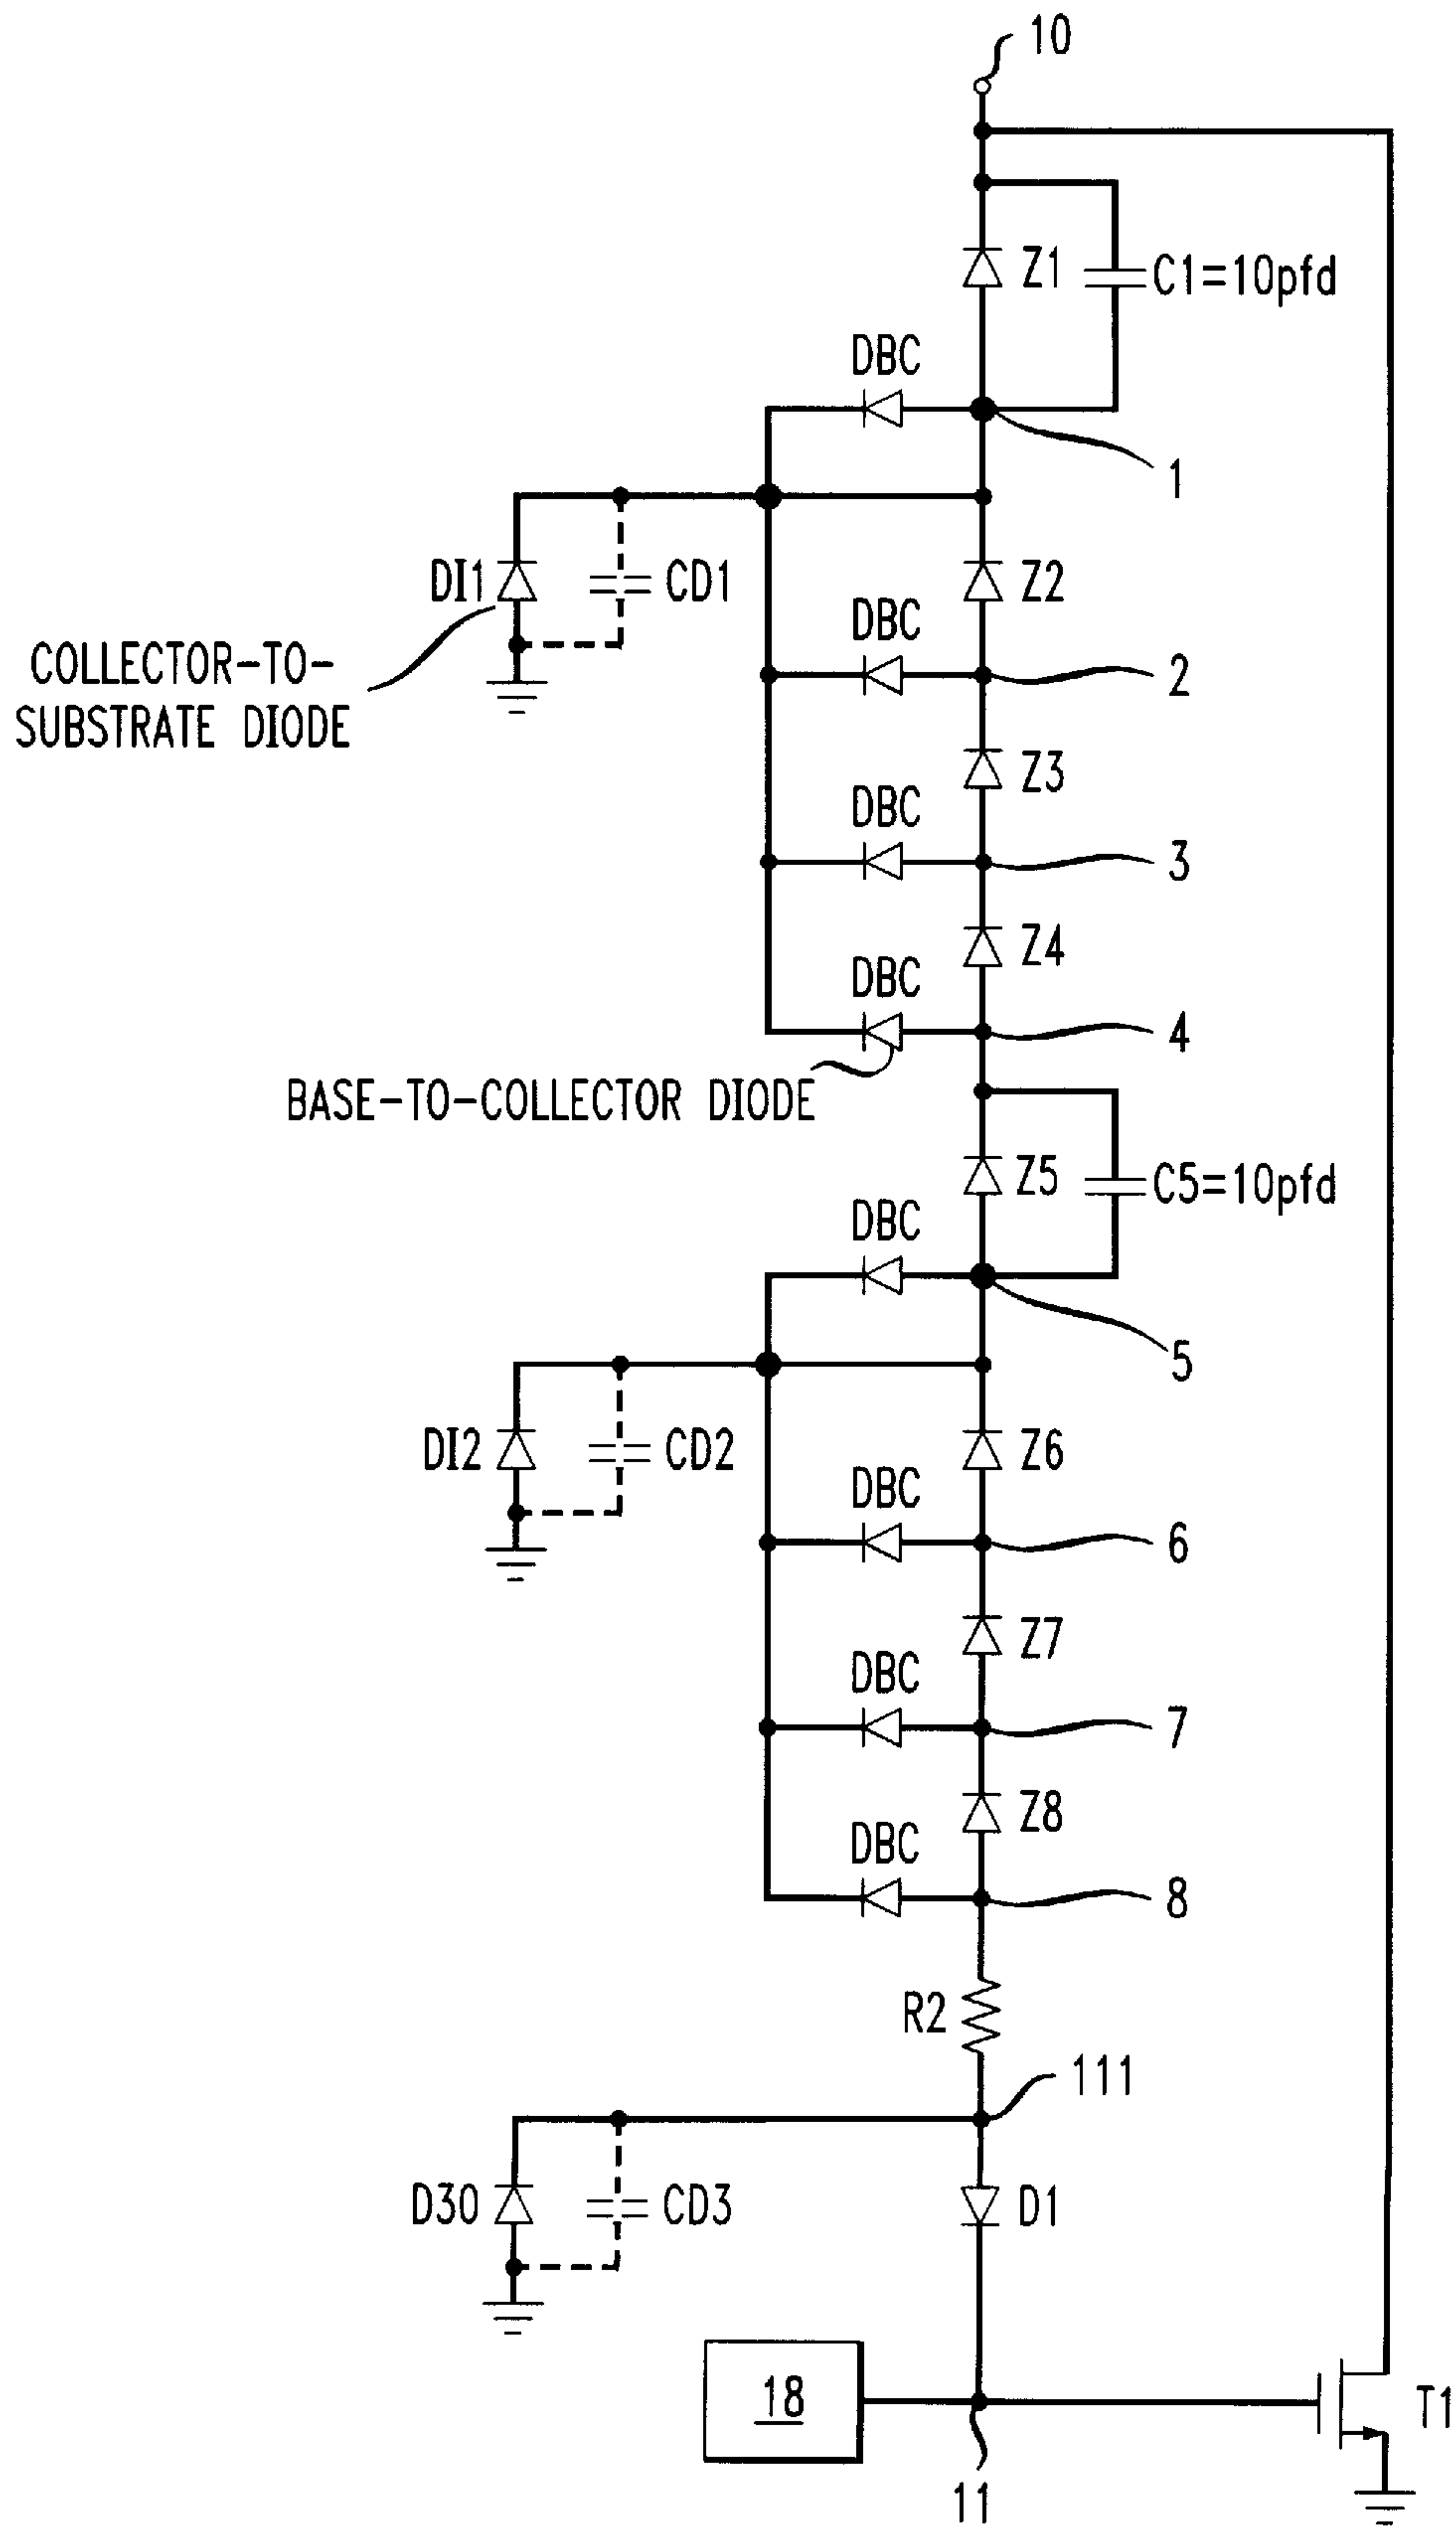 10
Z1
C1=10pfd
DBC
1
DI1
CD1
Z2
COLLECTOR-TO-
SUBSTRATE DIODE
DBC
2
Z3
DBC
3
Z4
DBC
4
BASE-TO-COLLECTOR DIODE
Z5
C5=10pfd
DBC
5
DI2
CD2
Z6
DBC
6
Z7
DBC
7
Z8
DBC
8
R2
111
D30
CD3
D1
18
T1
11